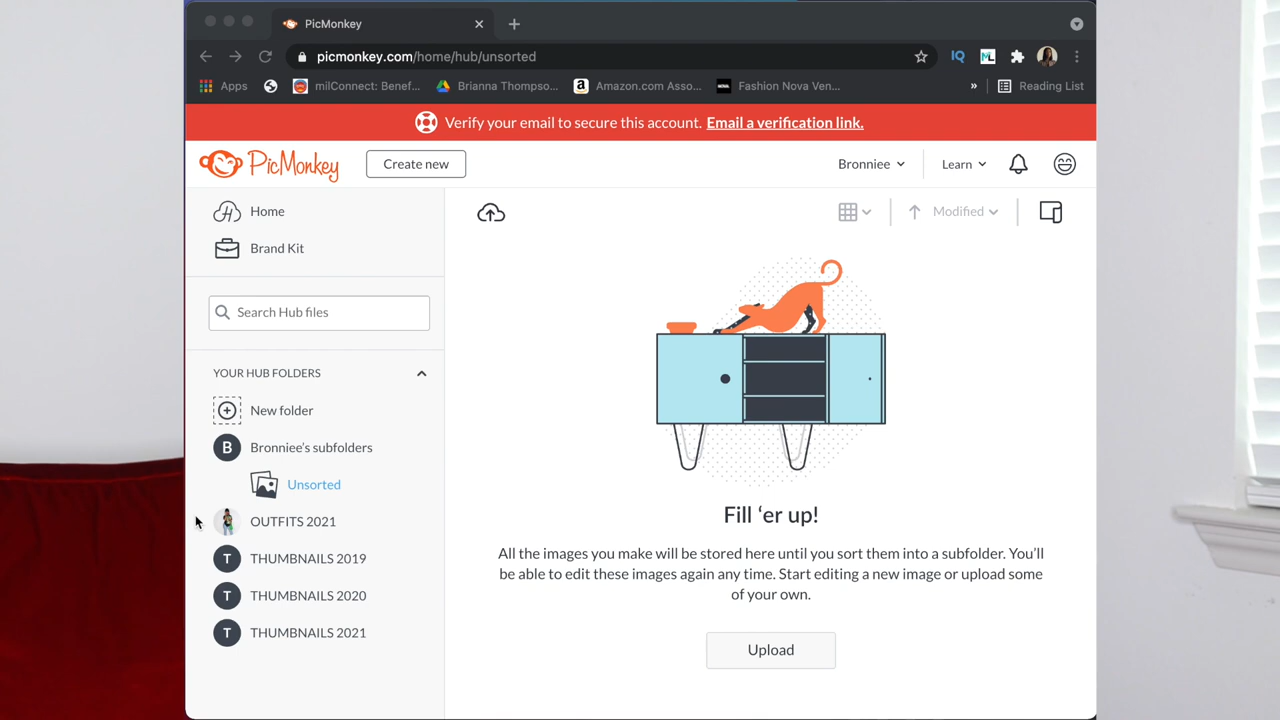 PicMonkey
picmonkey.com/home/hub/unsorted
IQ
ML
Apps
milConnect: Benef...
Brianna Thompso...
Amazon.com Asso...
Fashion Nova Ven...
»
Reading List
Verify your email to secure this account. Email a verification link.
PicMonkey
Create new
Bronniee
Learn
Home
Modified
Brand Kit
Search Hub files
YOUR HUB FOLDERS
New folder
B
Bronniee's subfolders
Unsorted
OUTFITS 2021
T
THUMBNAILS 2019
T
THUMBNAILS 2020
T
THUMBNAILS 2021
Fill ‘er up!
All the images you make will be stored here until you sort them into a subfolder. You’ll
be able to edit these images again any time. Start editing a new image or upload some
of your own.
Upload